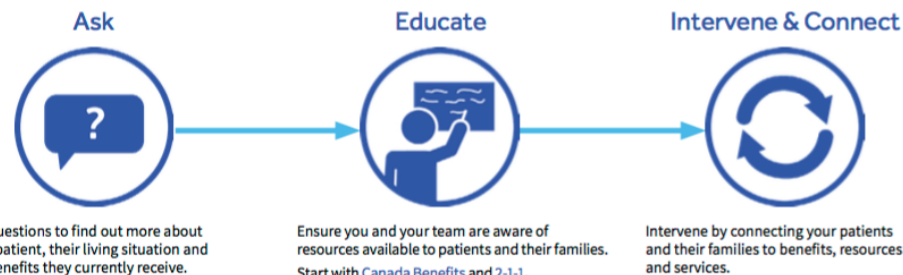 Ask
Educate
Intervene & Connect
?
uestions to find out more about
patient, their living situation and
enefits they currently receive.
Ensure you and your team are aware of
resources available to patients and their families.
Start with Canada Benefits and 2-1-1
Intervene by connecting your patients
and their families to benefits, resources
and services.